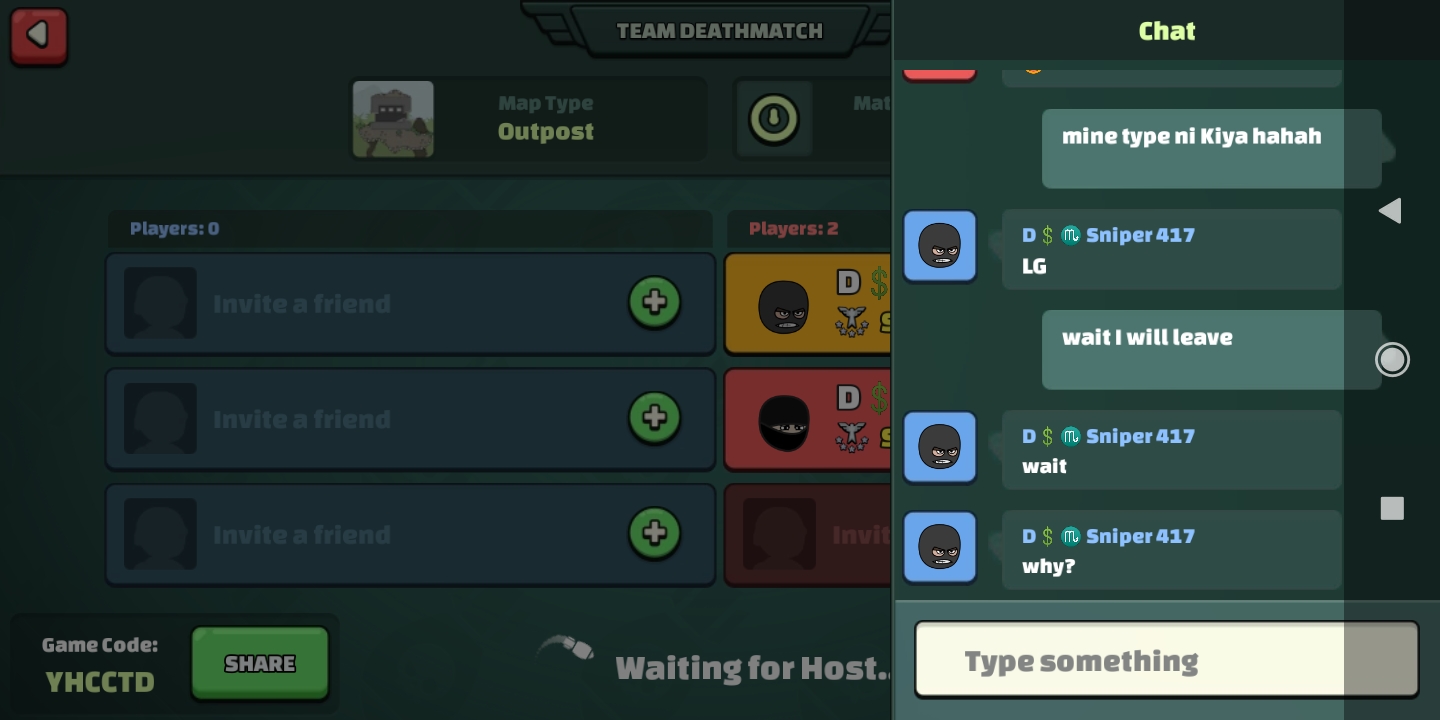 TEAM DEATHMATCH
Map Type
Outpost
Players: 0
Players: 2
Invite a friend
D $
Invite a friend
D $
Invite a friend
Game Code:
YHCCTD
SHARE
Waiting for Host..
Chat
mine type ni Kiya hahah
D $ ♏ Sniper 417
LG
wait I will leave
D $ ♏ Sniper 417
wait
D $ ♏ Sniper 417
why?
Type something